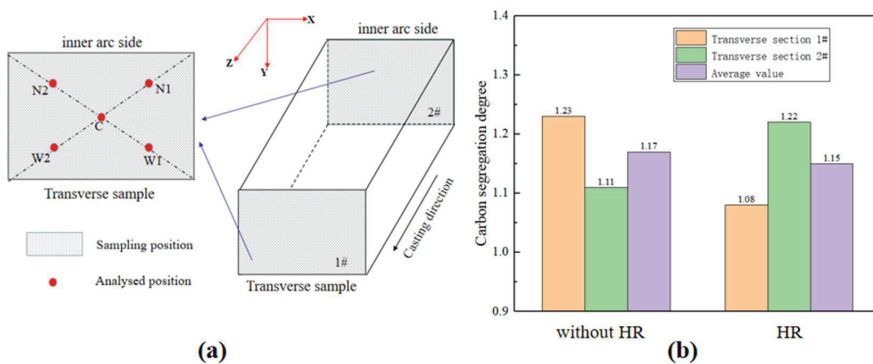 inner arc side
N2
N1
C
W2
W1
Transverse sample
Sampling position
Analysed position
X
Z
Y
inner arc side
2#
Casting direction
1#
Transverse sample
(a)
Carbon segregation degree
1.4
1.3
1.2
1.1
1.0
0.9
Transverse section 1#
Transverse section 2#
Average value
1.23
1.11
1.17
1.08
1.22
1.15
without HR
HR
(b)